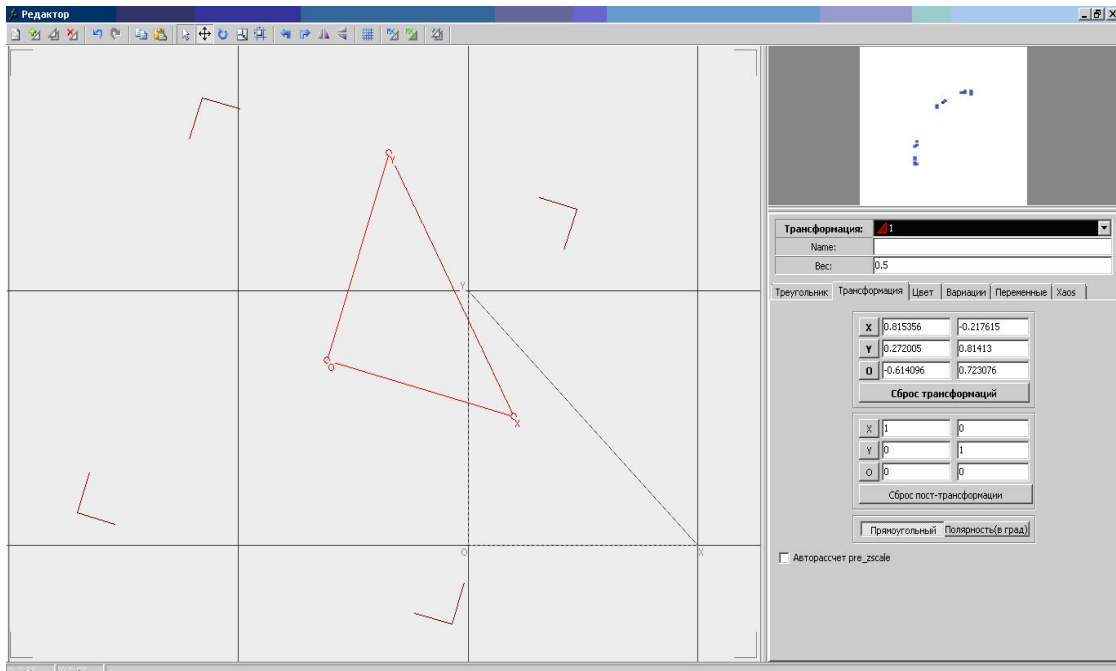 Редактор
Трансформация: 1
Name:
Вес: 0.5
Треугольник Трансформация Цвет Вариации Переменные Xaos
X 0.815356 -0.217615
Y 0.272005 0.81413
O -0.614096 0.723076
Сброс трансформаций
X 1 0
Y 0 1
O 0 0
Сброс пост-трансформации
Прямоугольный Полярность(в град)
Авторассчет pre_zscale
Y
Y
O
X
O
X